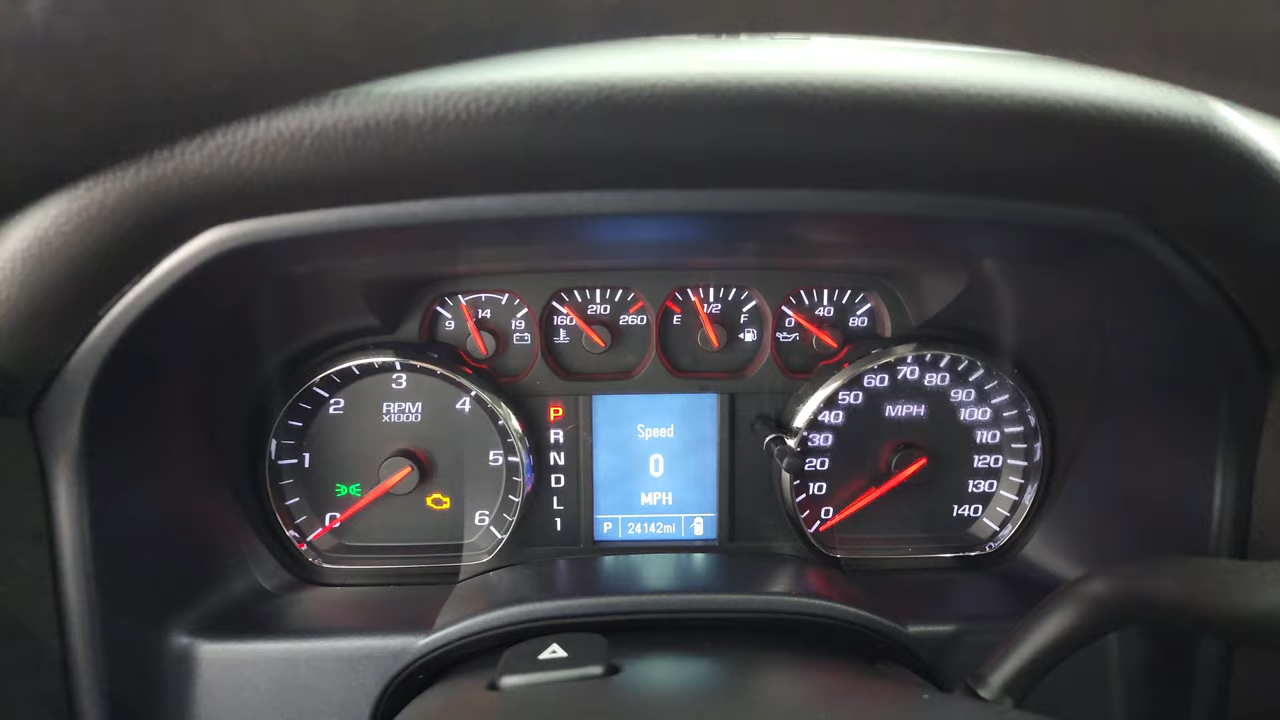 9 14 19
160 210 260
E 1/2 F
0 40 80
0 1 2 3 4 5 6
RPM
x1000
P
R
N
D
L
1
Speed
0
MPH
P 24142mi
0 10 20 30 40 50 60 70 80 90 100 110 120 130 140
MPH